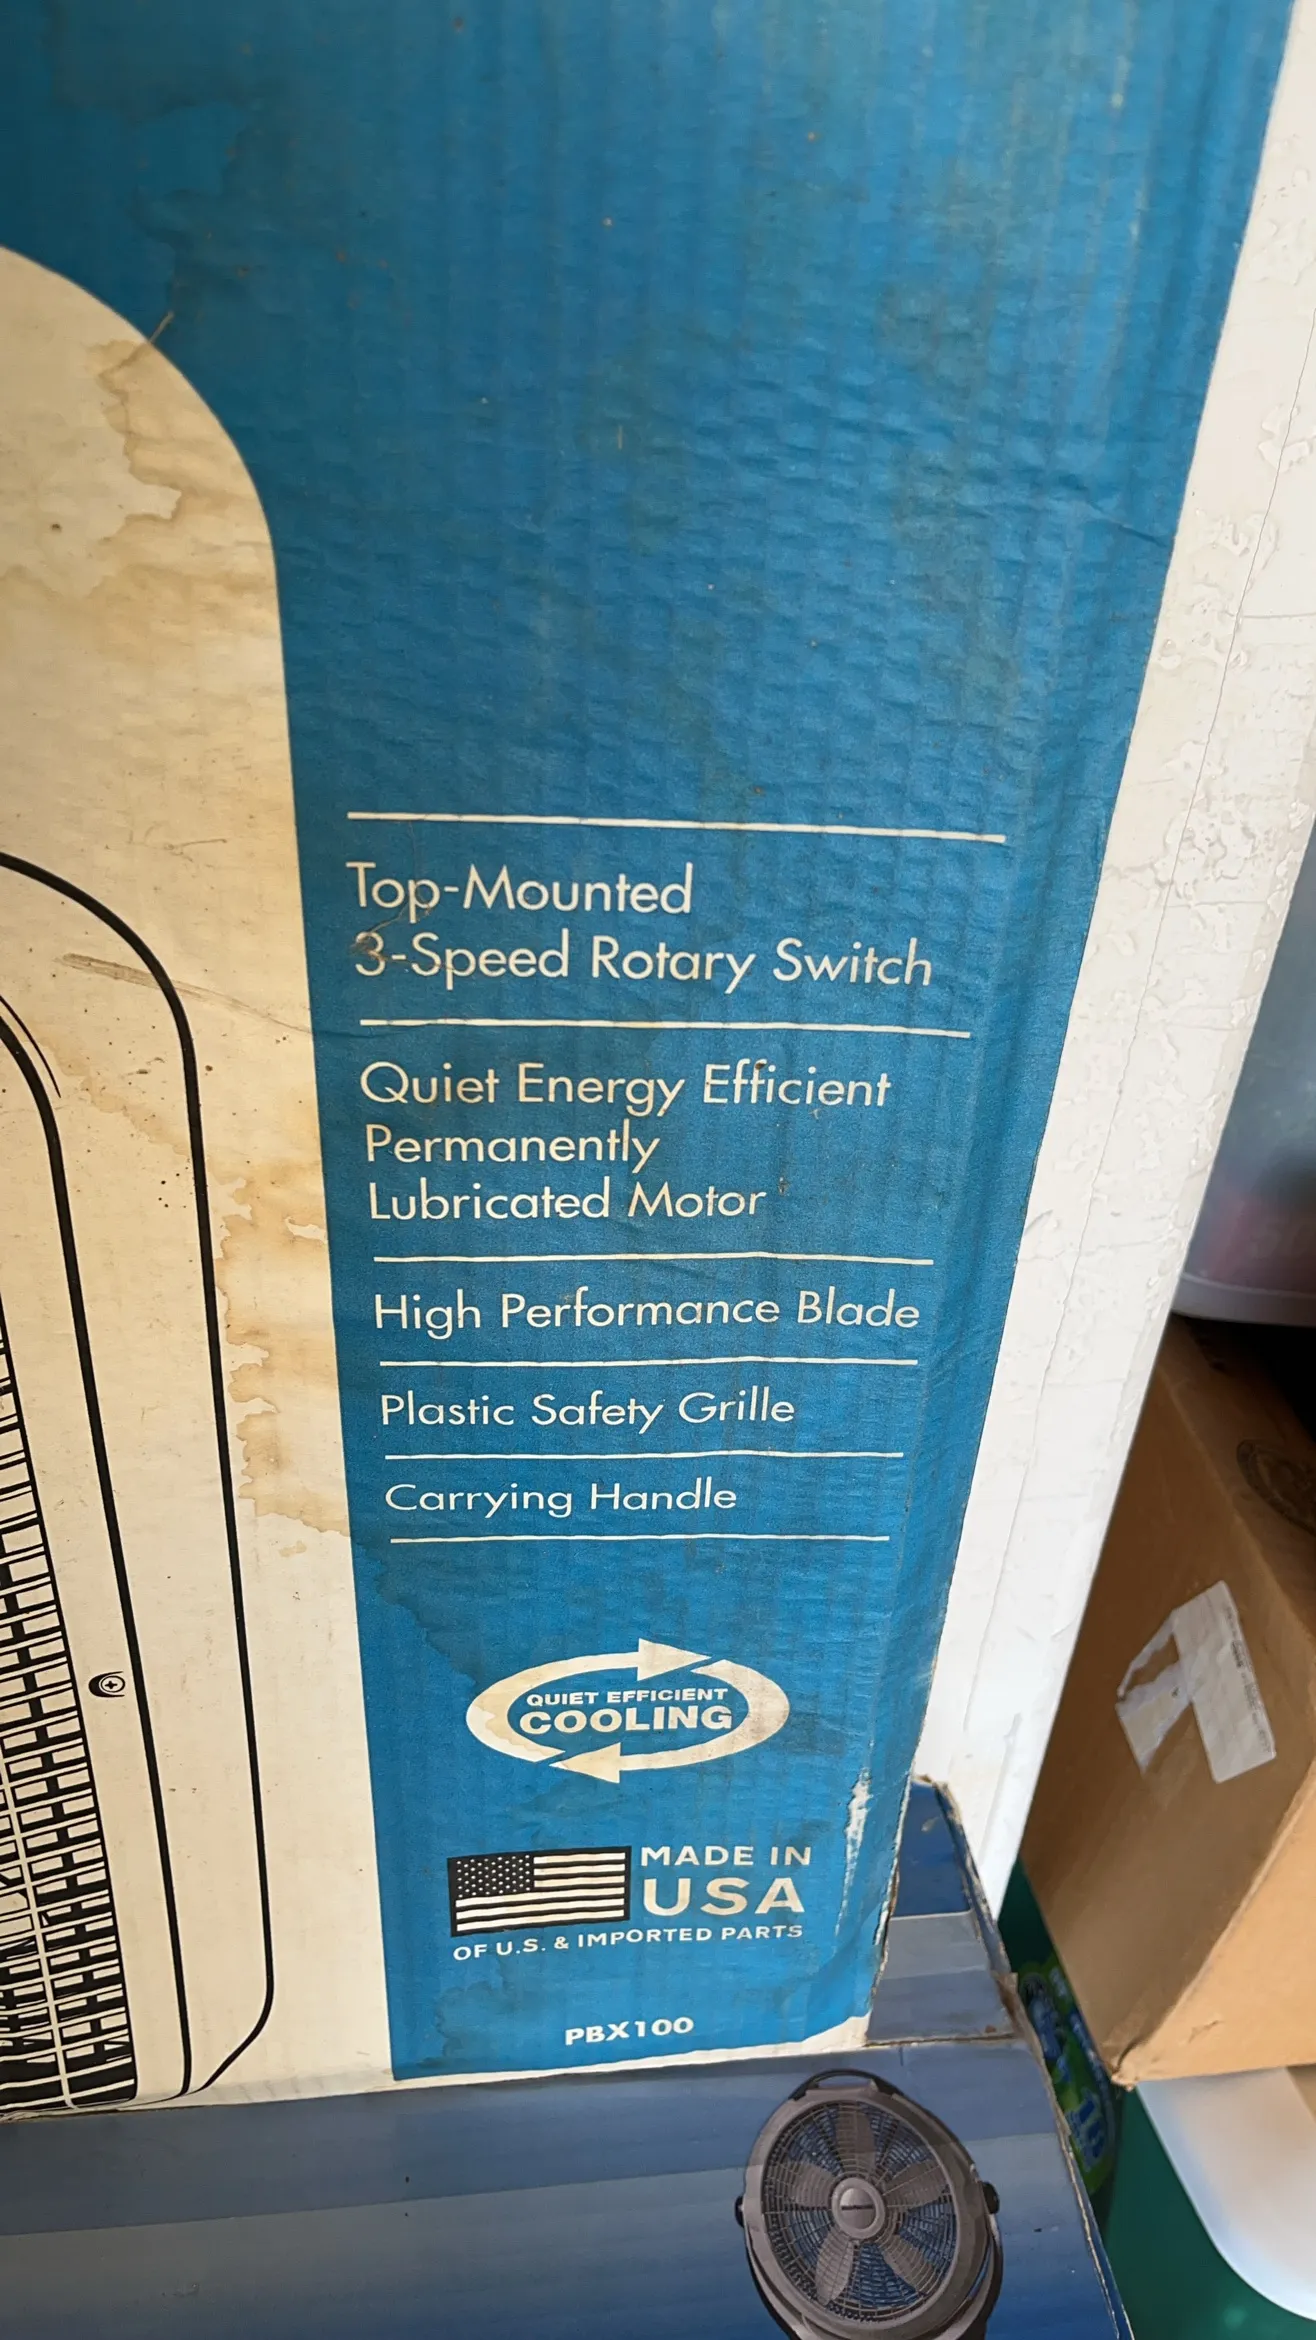 Top-Mounted
3-Speed Rotary Switch
Quiet Energy Efficient
Permanently
Lubricated Motor
High Performance Blade
Plastic Safety Grille
Carrying Handle
QUIET EFFICIENT
COOLING
MADE IN
USA
OF U.S. & IMPORTED PARTS
PBX100